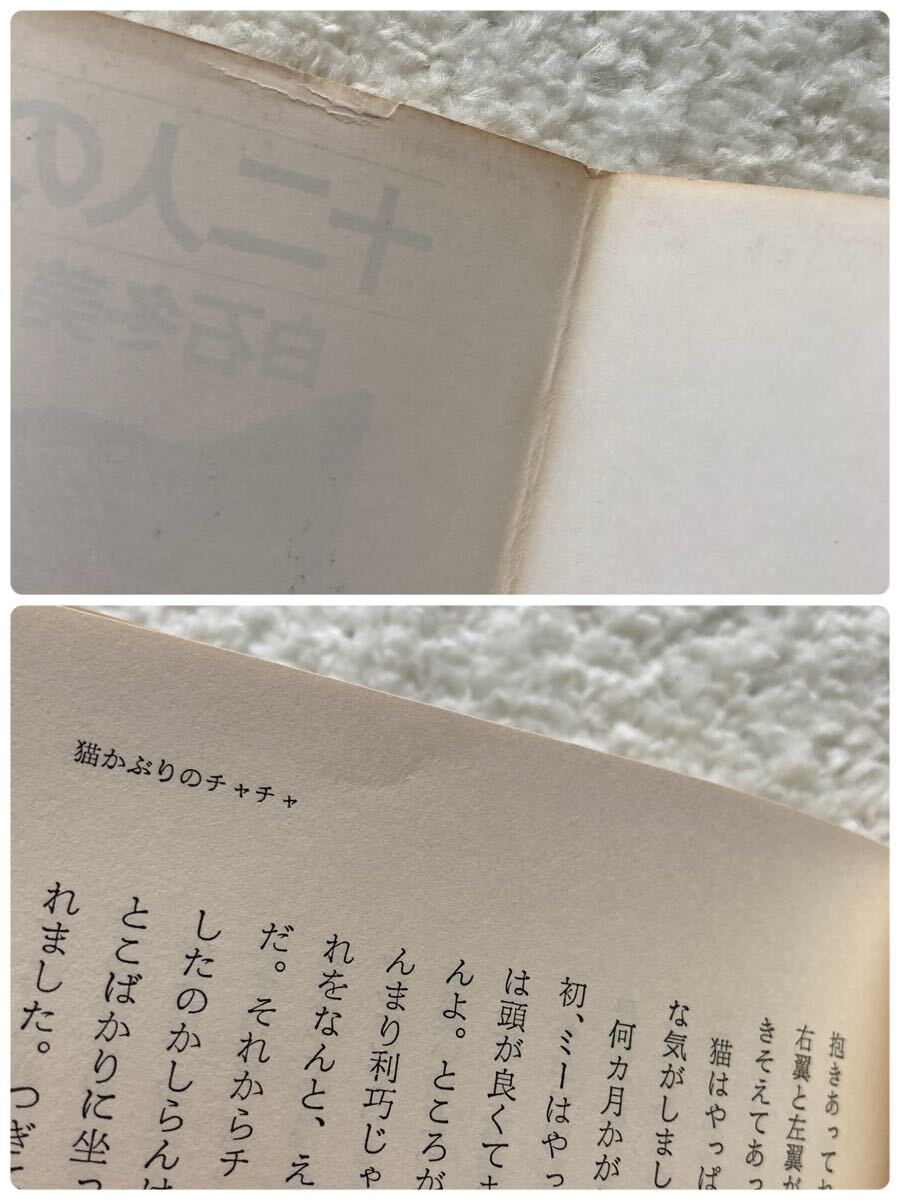 十二人の
白石冬美
猫かぶりのチャチャ
抱きあって
右翼と左翼が
きそえてあっ
猫はやっぱ
な気がしまし
何カ月かが
初、ミーはやっ
は頭が良くて
んよ。ところが
んまり利巧じゃ
れをなんと、え
だ。それからチ
したのかしらんは
とこばかりに坐っ
れました。つぎ